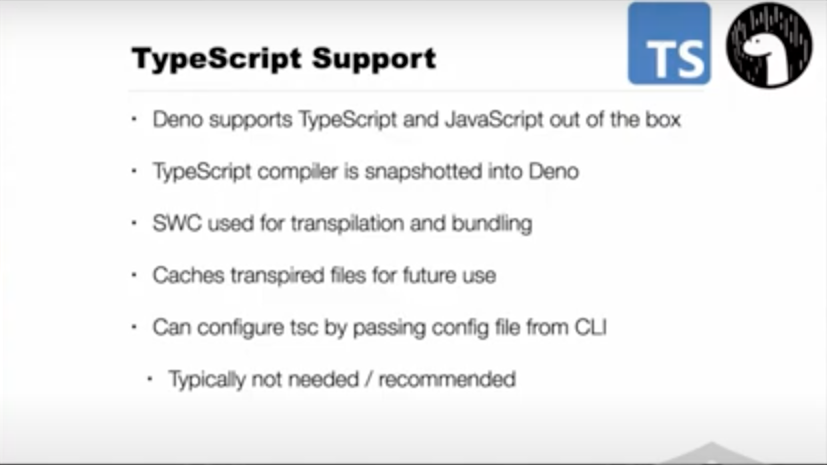 TypeScript Support
TS
• Deno supports TypeScript and JavaScript out of the box
• TypeScript compiler is snapshotted into Deno
• SWC used for transpilation and bundling
• Caches transpired files for future use
• Can configure tsc by passing config file from CLI
• Typically not needed / recommended